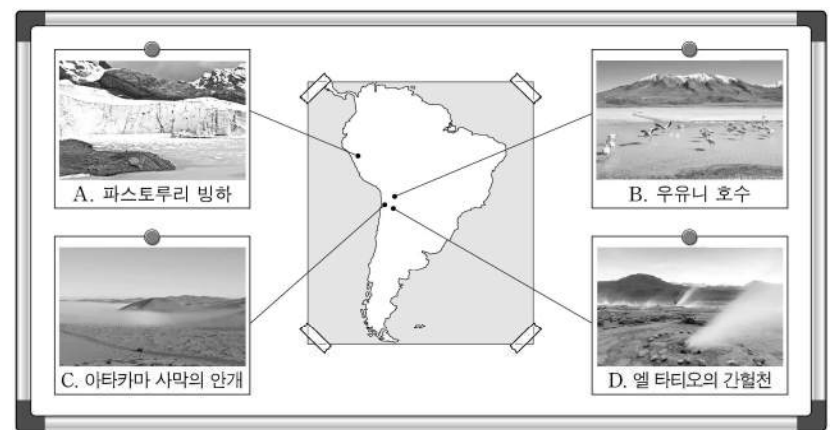 A. 파스토루리 빙하
B. 우유니 호수
C. 아타카마 사막의 안개
D. 엘 타티오의 간헐천